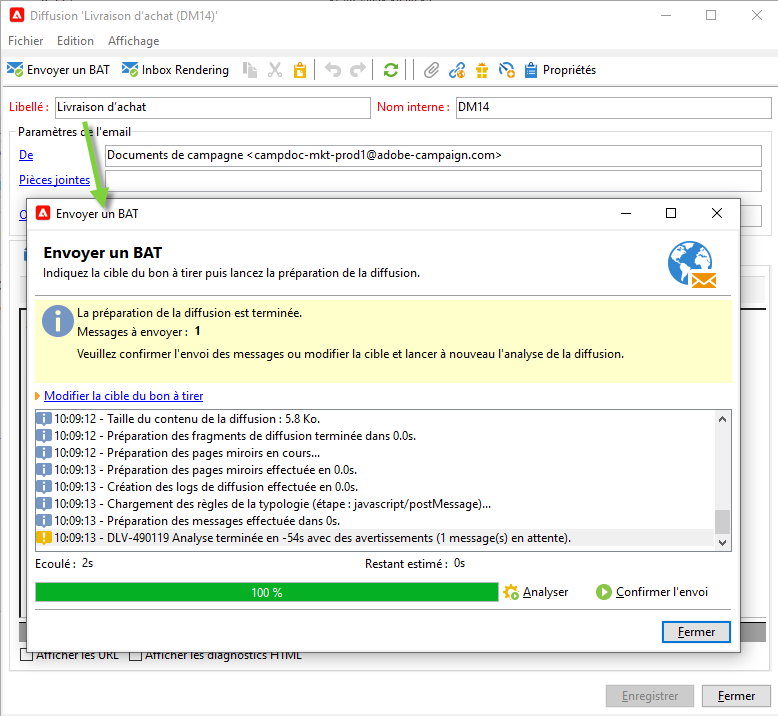 Diffusion 'Livraison d'achat (DM14)'
Fichier Edition Affichage
Envoyer un BAT Inbox Rendering Propriétés
Libellé : Livraison d'achat Nom interne : DM14
Paramètres de l'email
De Documents de campagne <campdoc-mkt-prod1@adobe-campaign.com>
Pièces jointes
Envoyer un BAT
Envoyer un BAT
Indiquez la cible du bon à tirer puis lancez la préparation de la diffusion.
La préparation de la diffusion est terminée.
Messages à envoyer : 1
Veuillez confirmer l'envoi des messages ou modifier la cible et lancer à nouveau l'analyse de la diffusion.
Modifier la cible du bon à tirer
10:09:12 - Taille du contenu de la diffusion : 5.8 Ko.
10:09:12 - Préparation des fragments de diffusion terminée dans 0.0s.
10:09:12 - Préparation des pages miroirs en cours...
10:09:13 - Préparation des pages miroirs effectuée en 0.0s.
10:09:13 - Création des logs de diffusion effectuée en 0.0s.
10:09:13 - Chargement des règles de la typologie (étape : javascript/postMessage)...
10:09:13 - Préparation des messages effectuée dans 0s.
10:09:13 - DLV-490119 Analyse terminée en -54s avec des avertissements (1 message(s) en attente).
Ecoulé : 2s Restant estimé : 0s
100 % Analyser Confirmer l'envoi
Fermer
Afficher les URL Afficher les diagnostics HTML
Enregistrer Fermer